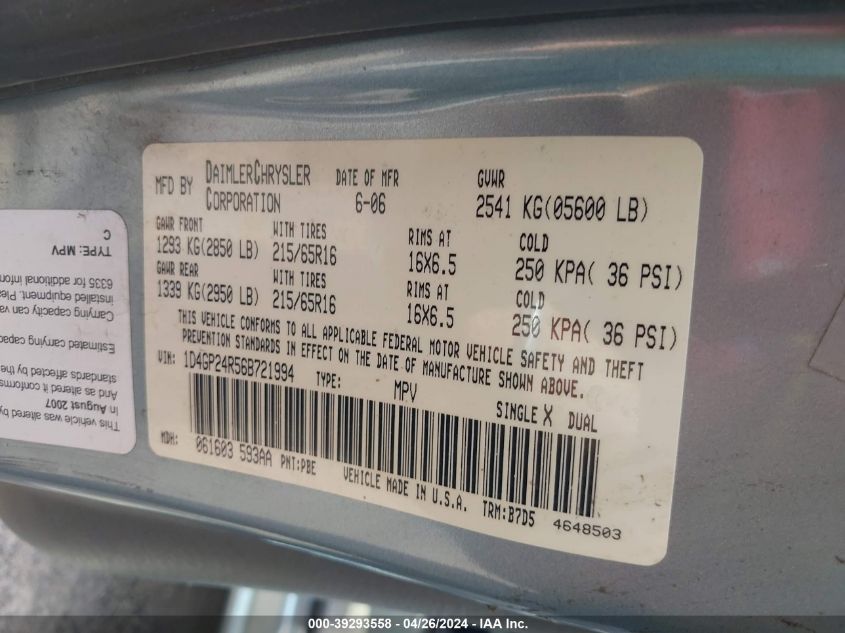 MFD BY DAIMLERCHRYSLER CORPORATION DATE OF MFR 6-06 GVWR 2541 KG(05600 LB)
GAWR FRONT WITH TIRES RIMS AT COLD
1293 KG(2850 LB) 215/65R16 16X6.5 250 KPA( 36 PSI)
GAWR REAR WITH TIRES RIMS AT COLD
1339 KG(2950 LB) 215/65R16 16X6.5 250 KPA( 36 PSI)
THIS VEHICLE CONFORMS TO ALL APPLICABLE FEDERAL MOTOR VEHICLE SAFETY AND THEFT
PREVENTION STANDARDS IN EFFECT ON THE DATE OF MANUFACTURE SHOWN ABOVE.
VIN: 1D4GP24R56B721994 TYPE: MPV SINGLE X DUAL
MDH: 061603 593AA PNT:PBE VEHICLE MADE IN U.S.A. TRM:B7D5 4648503
This vehicle was altered by
in August 2007
And as altered it conforms
standards affected by the
Estimated carrying capac
Carrying capacity can va
installed equipment. Plea
6335 for additional infor
TYPE: MPV
C
000-39293558 - 04/26/2024 - IAAI.COM